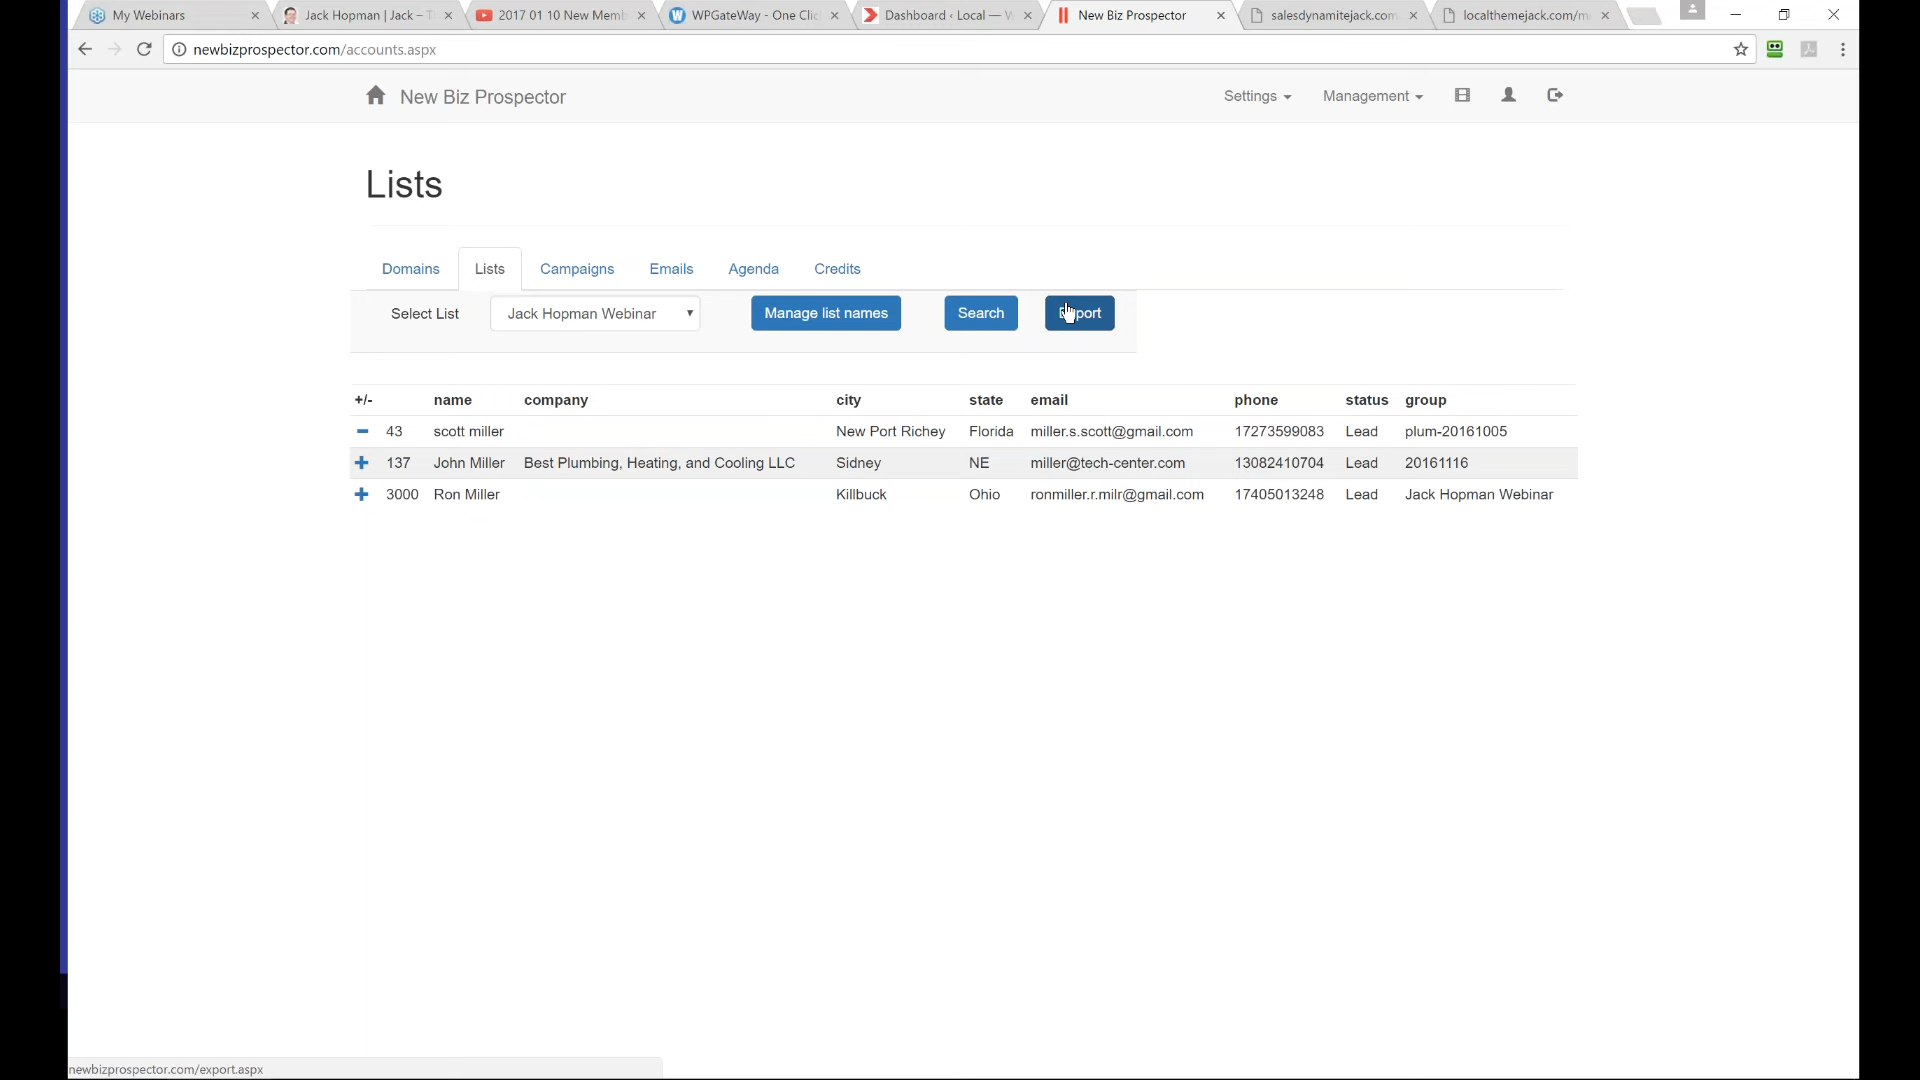 My Webinars
Jack Hopman | Jack – T
2017 01 10 New Memb
WPGateWay - One Clic
Dashboard ‹ Local — W
New Biz Prospector
salesdynamitejack.com
localthemejack.com/m
newbizprospector.com/accounts.aspx
New Biz Prospector
Settings
Management
Lists
Domains
Lists
Campaigns
Emails
Agenda
Credits
Select List
Jack Hopman Webinar
Manage list names
Search
+/- name company city state email phone status group
43 scott miller New Port Richey Florida miller.s.scott@gmail.com 17273599083 Lead plum-20161005
137 John Miller Best Plumbing, Heating, and Cooling LLC Sidney NE miller@tech-center.com 13082410704 Lead 20161116
3000 Ron Miller Killbuck Ohio ronmiller.r.milr@gmail.com 17405013248 Lead Jack Hopman Webinar
newbizprospector.com/export.aspx